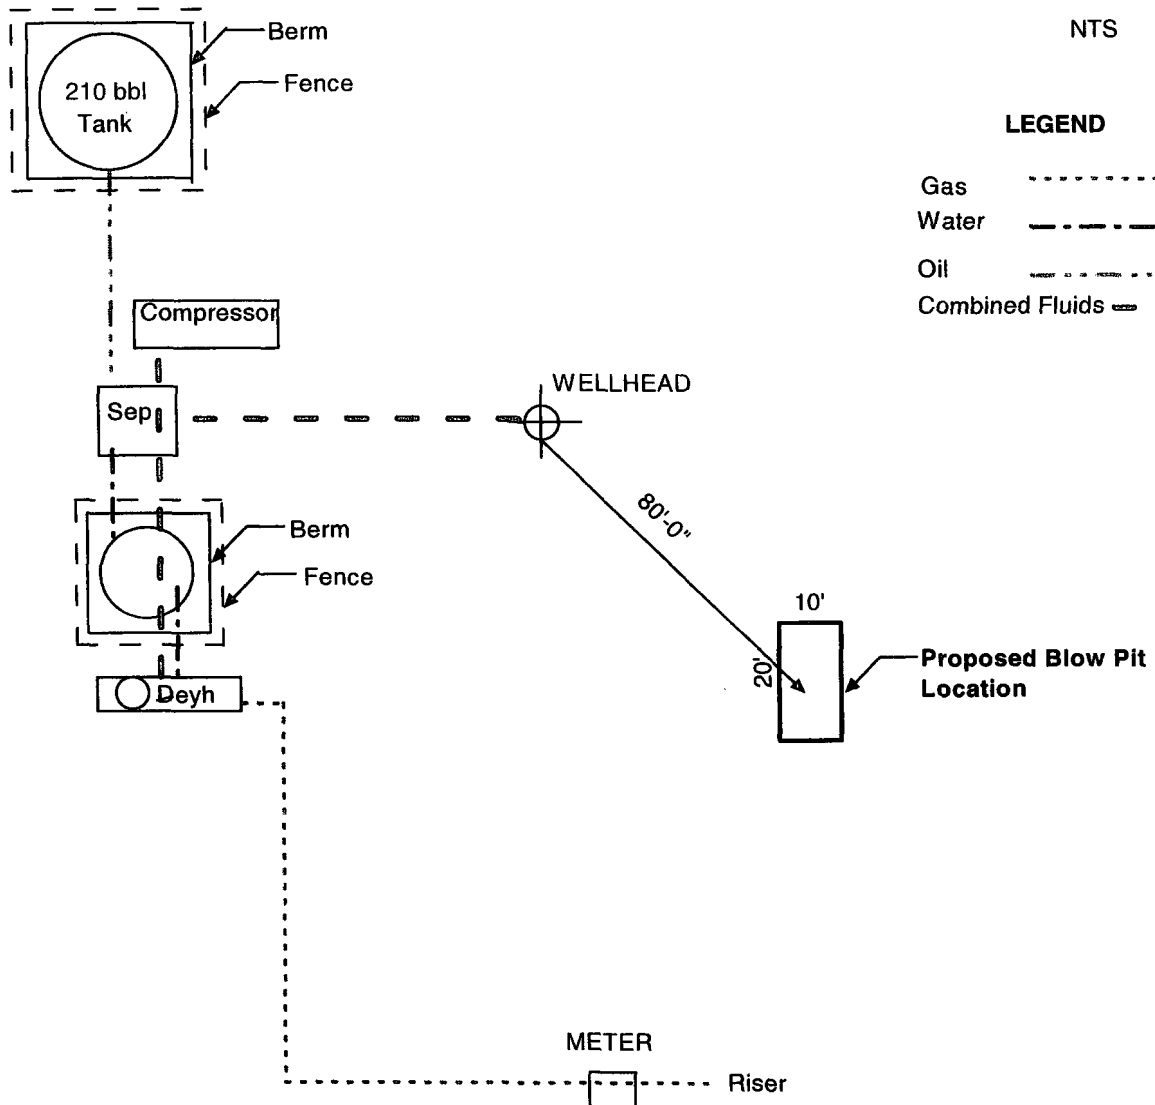 NTS
Berm
Fence
210 bbl
Tank
LEGEND
Gas
Water
Oil
Combined Fluids
Compressor
WELLHEAD
Sep
80'-0"
Berm
Fence
10'
20'
Proposed Blow Pit
Location
Deyh
METER
Riser